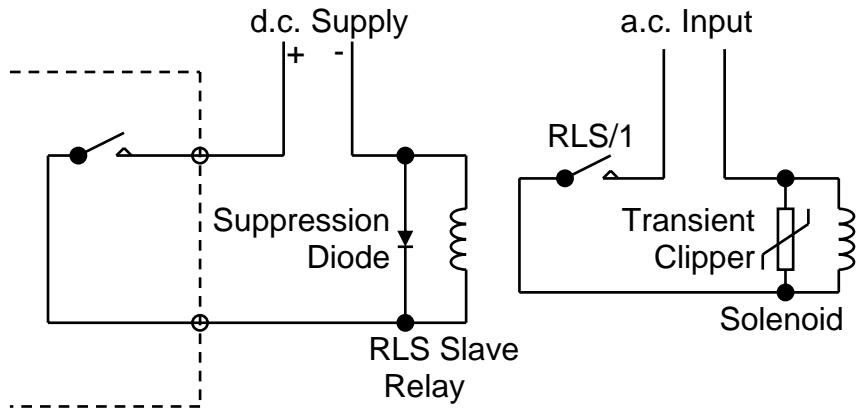 d.c. Supply
+ -
a.c. Input
RLS/1
Suppression
Diode
Transient
Clipper
RLS Slave
Relay
Solenoid